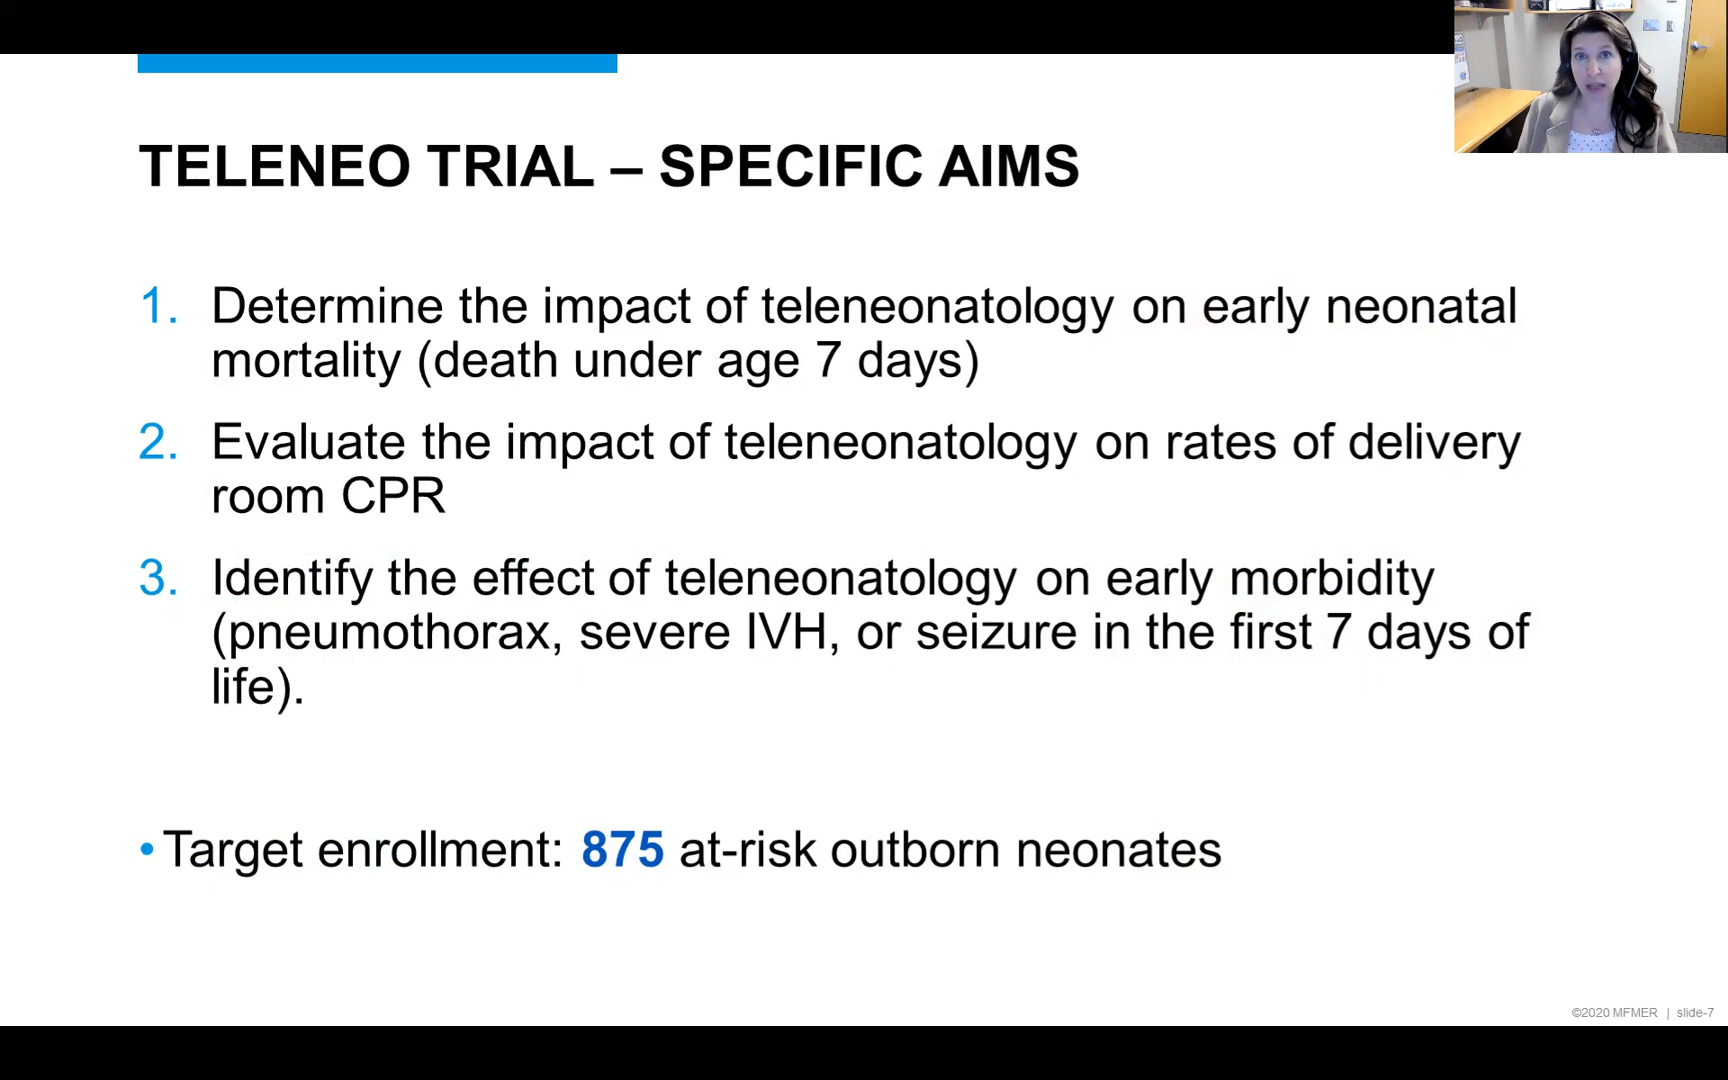 TELENEO TRIAL – SPECIFIC AIMS
1. Determine the impact of teleneonatology on early neonatal
mortality (death under age 7 days)
2. Evaluate the impact of teleneonatology on rates of delivery
room CPR
3. Identify the effect of teleneonatology on early morbidity
(pneumothorax, severe IVH, or seizure in the first 7 days of
life).
• Target enrollment: 875 at-risk outborn neonates
©2020 MFMER | slide-7